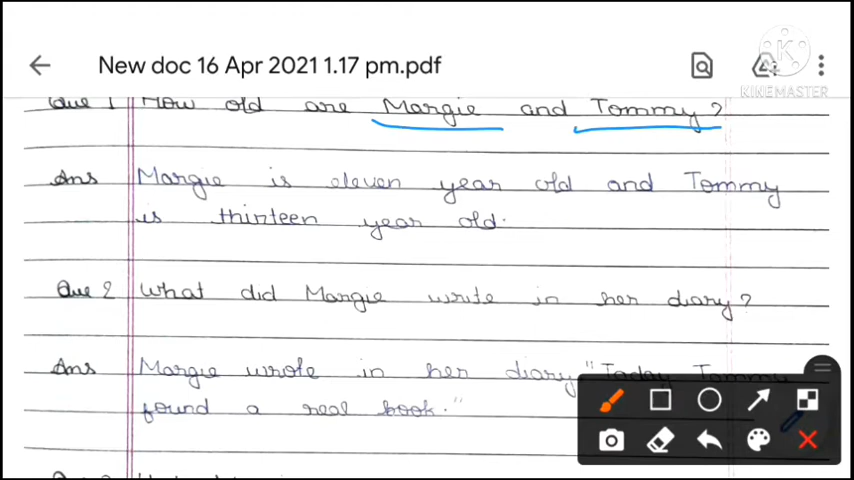 New doc 16 Apr 2021 1.17 pm.pdf
KINEMASTER
Que 1 How old are Margie and Tommy?
Ans Margie is eleven year old and Tommy
is thirteen year old.
Que 2 What did Margie write in her diary?
Ans Margie wrote in her diary "Today Tommy
found a real book."